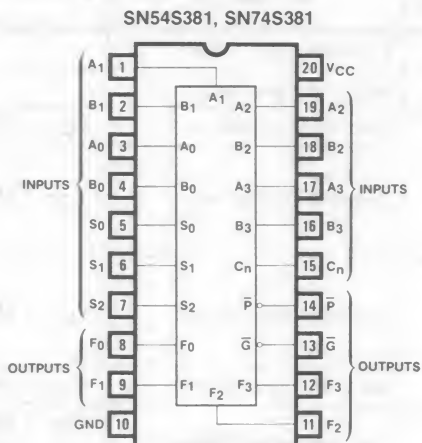 SN54S381, SN74S381
A1 1 A1 20 VCC
B1 2 B1 A2 19 A2
A0 3 A0 B2 18 B2
INPUTS B0 4 B0 A3 17 A3 INPUTS
S0 5 S0 B3 16 B3
S1 6 S1 Cn 15 Cn
S2 7 S2 P̅ 14 P̅
OUTPUTS F0 8 F0 G̅ 13 G̅ OUTPUTS
F1 9 F1 F3 12 F3
GND 10 F2 11 F2